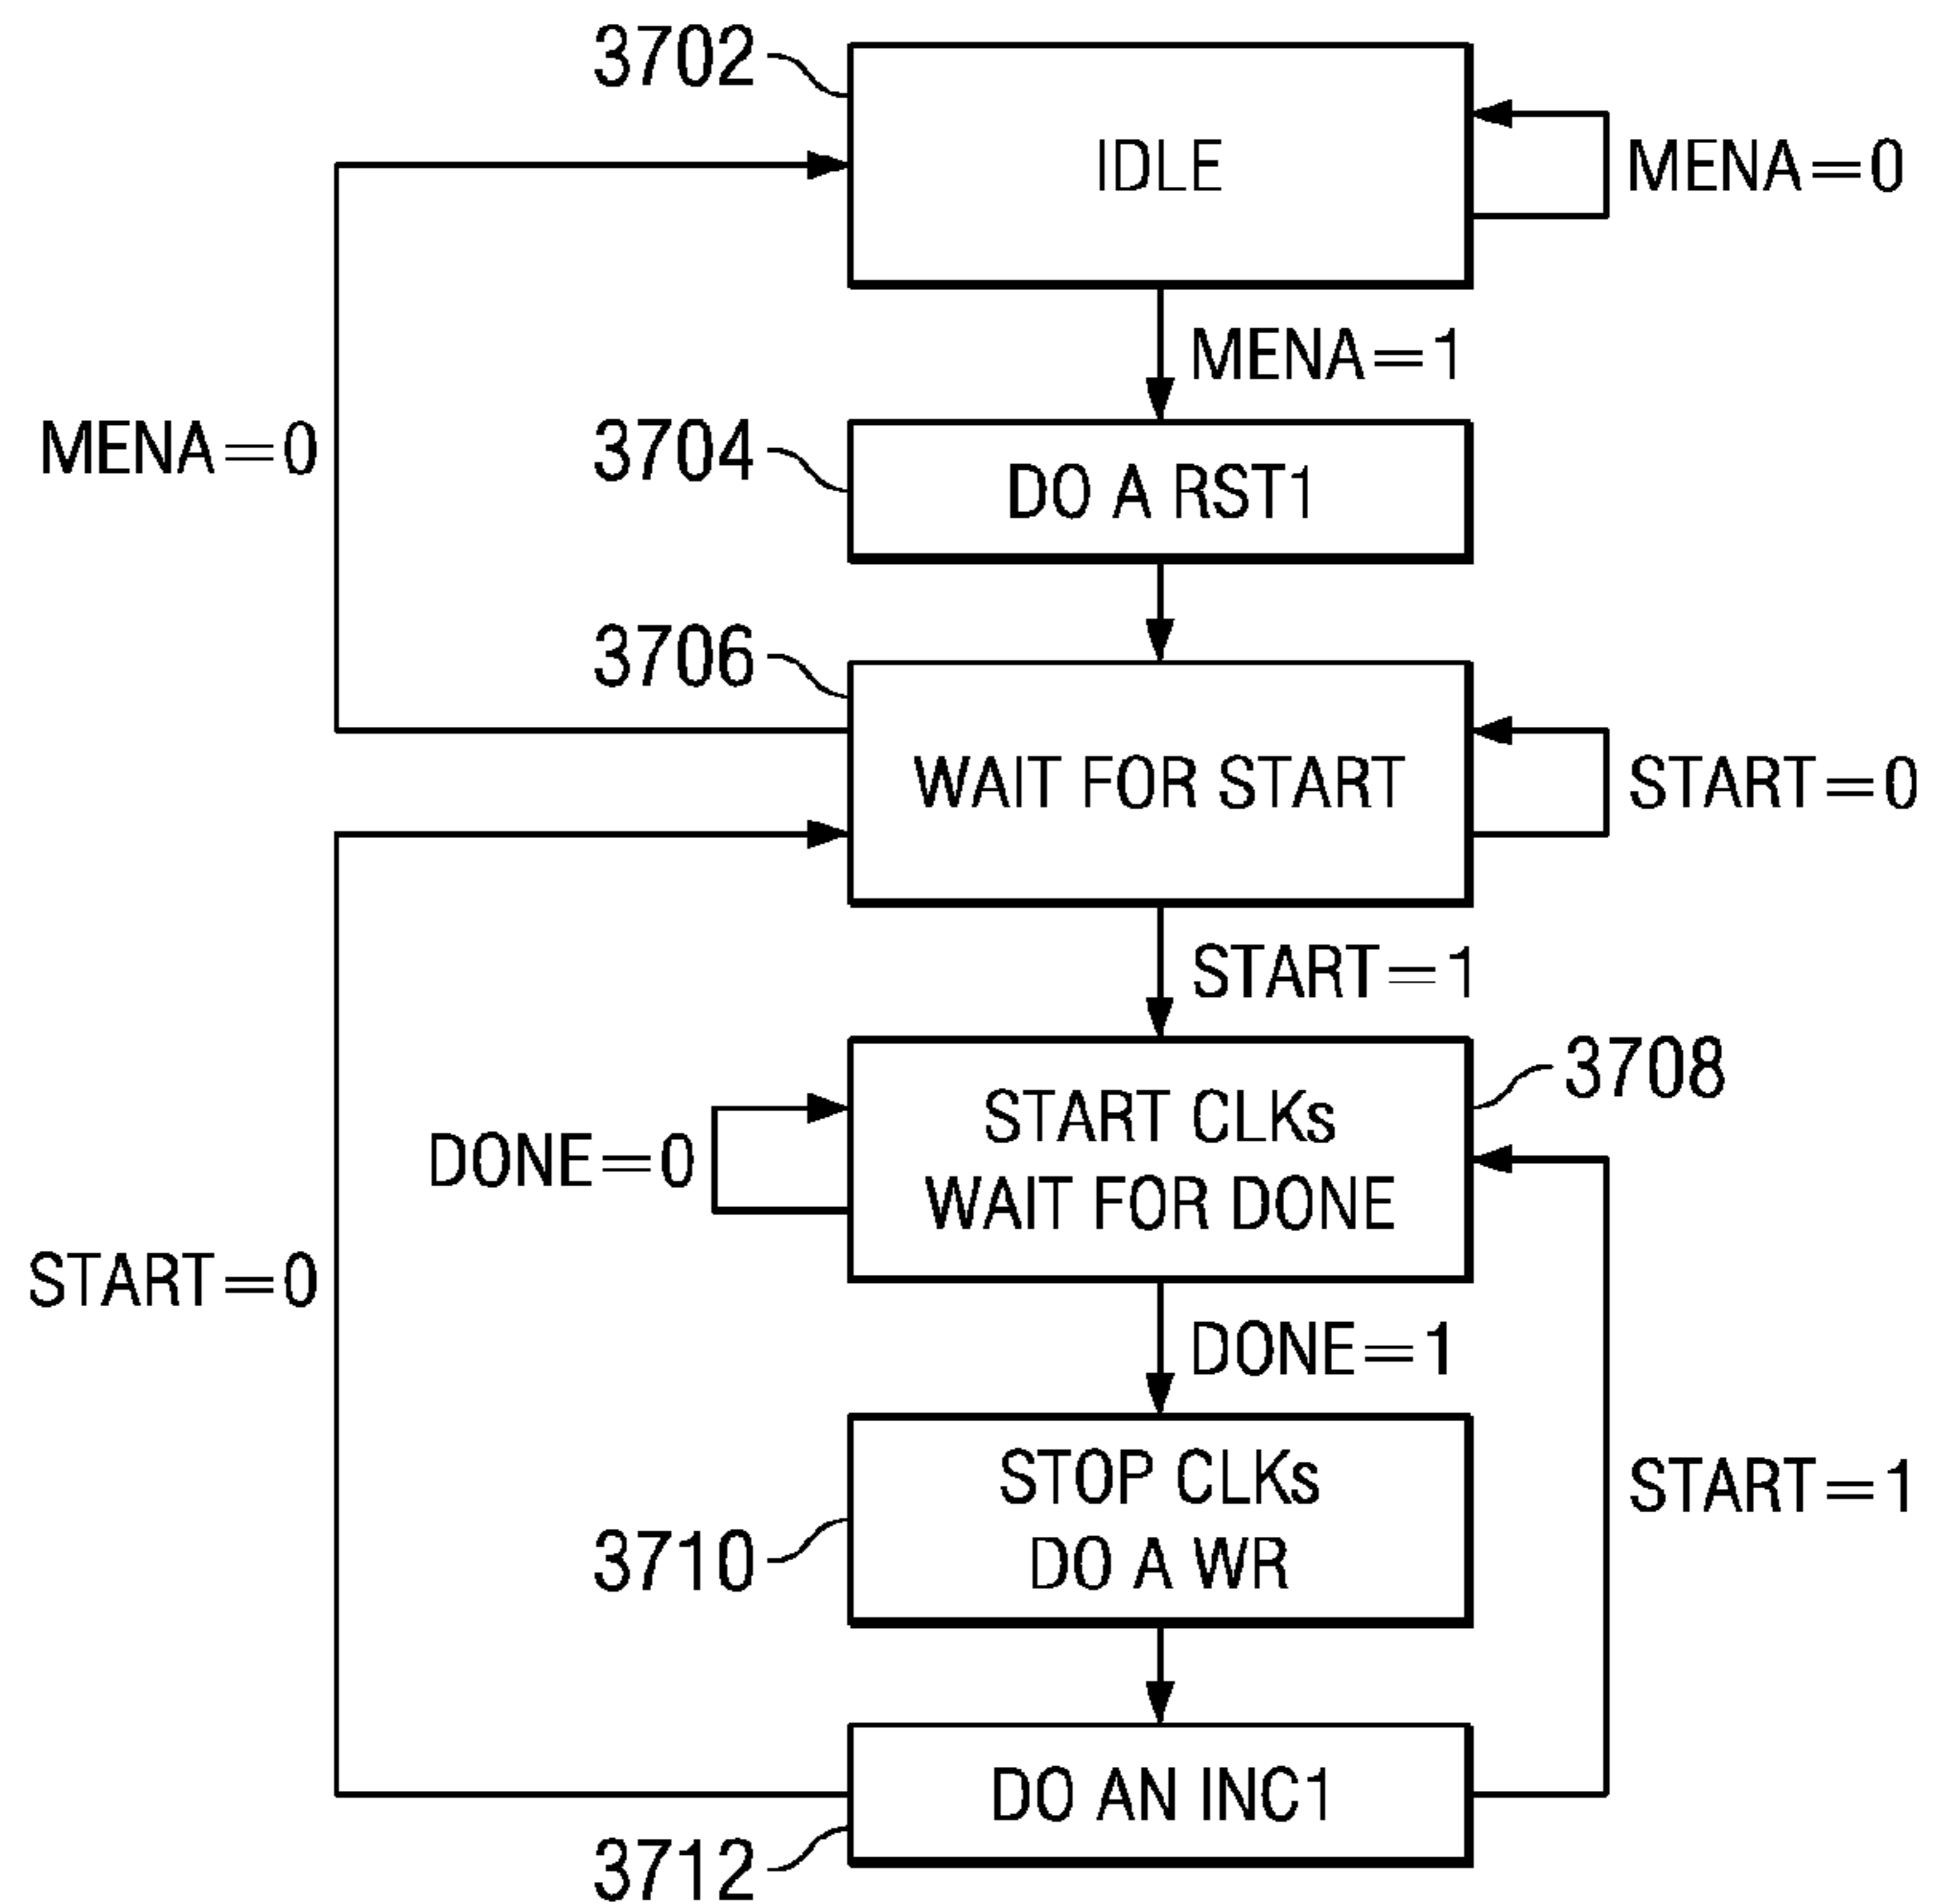 3702
IDLE
MENA=0
MENA=1
MENA=0
3704
DO A RST1
3706
WAIT FOR START
START=0
START=1
3708
START CLKs
WAIT FOR DONE
DONE=0
START=0
DONE=1
STOP CLKs
DO A WR
START=1
3710
DO AN INC1
3712